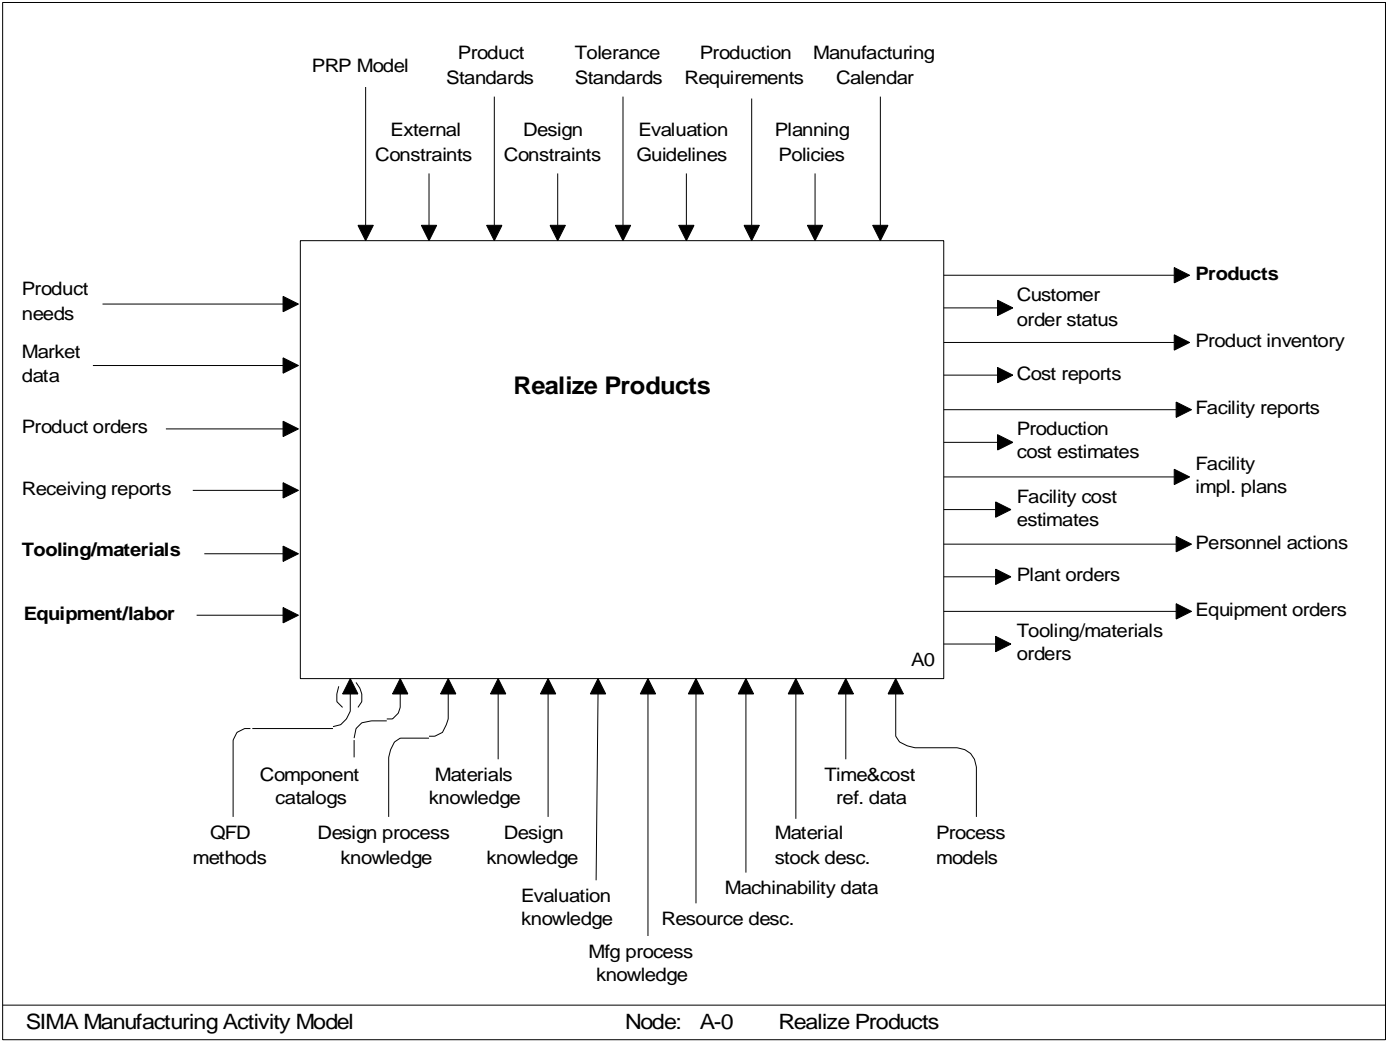 PRP Model
Product
Standards
Tolerance
Standards
Production
Requirements
Manufacturing
Calendar
External
Constraints
Design
Constraints
Evaluation
Guidelines
Planning
Policies
Product
needs
Market
data
Product orders
Receiving reports
Tooling/materials
Equipment/labor
Realize Products
A0
Products
Customer
order status
Product inventory
Cost reports
Facility reports
Production
cost estimates
Facility
impl. plans
Facility cost
estimates
Personnel actions
Plant orders
Equipment orders
Tooling/materials
orders
QFD
methods
Component
catalogs
Design process
knowledge
Materials
knowledge
Design
knowledge
Evaluation
knowledge
Mfg process
knowledge
Resource desc.
Machinability data
Material
stock desc.
Time&cost
ref. data
Process
models
SIMA Manufacturing Activity Model
Node: A-0 Realize Products